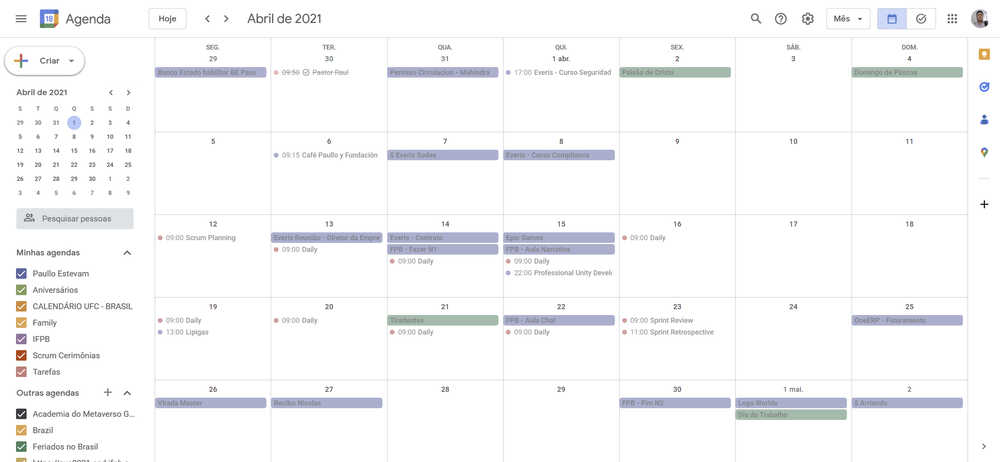 18 Agenda Hoje Abril de 2021 Mês
Criar
Abril de 2021
S T Q Q S S D
29 30 31 1 2 3 4
5 6 7 8 9 10 11
12 13 14 15 16 17 18
19 20 21 22 23 24 25
26 27 28 29 30 1 2
3 4 5 6 7 8 9
Pesquisar pessoas
Minhas agendas
Paullo Estevam
Aniversários
CALENDÁRIO UFC - BRASIL
Family
IFPB
Scrum Cerimônias
Tarefas
Outras agendas
Academia do Metaverso G...
Brazil
Feriados no Brasil
SEG. TER. QUA. QUI. SEX. SÁB. DOM.
29 30 31 1 abr. 2 3 4
Banco Estado habilitar BE Pass 09:50 Pastor Raul Permiso Circulacion - Mahindra 17:00 Everis - Curso Seguridad Paixão de Cristo Domingo de Páscoa
5 6 7 8 9 10 11
09:15 Café Paullo y Fundación $ Everis Sodex Everis - Curso Compliance
12 13 14 15 16 17 18
09:00 Scrum Planning Everis Reunião - Diretor da Empre Everis - Contrato Epic Games 09:00 Daily
09:00 Daily FPB - Fazer N1 FPB - Aula Narrativa
09:00 Daily 09:00 Daily
22:00 Professional Unity Develo
19 20 21 22 23 24 25
09:00 Daily 09:00 Daily Tiradentes FPB - Aula Chat 09:00 Sprint Review OneERP - Faturamento
13:00 Lipigas 09:00 Daily 09:00 Daily 11:00 Sprint Retrospective
26 27 28 29 30 1 mai. 2
Virada Master Recibo Nicolas FPB - Fim N2 Lego Worlds $ Arriendo
Dia do Trabalho